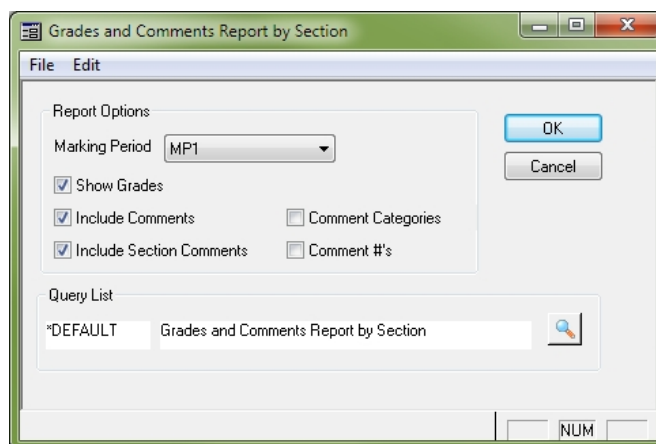 Grades and Comments Report by Section
File Edit
Report Options
Marking Period MP1
OK
Cancel
Show Grades
Include Comments Comment Categories
Include Section Comments Comment #'s
Query List
*DEFAULT Grades and Comments Report by Section
NUM